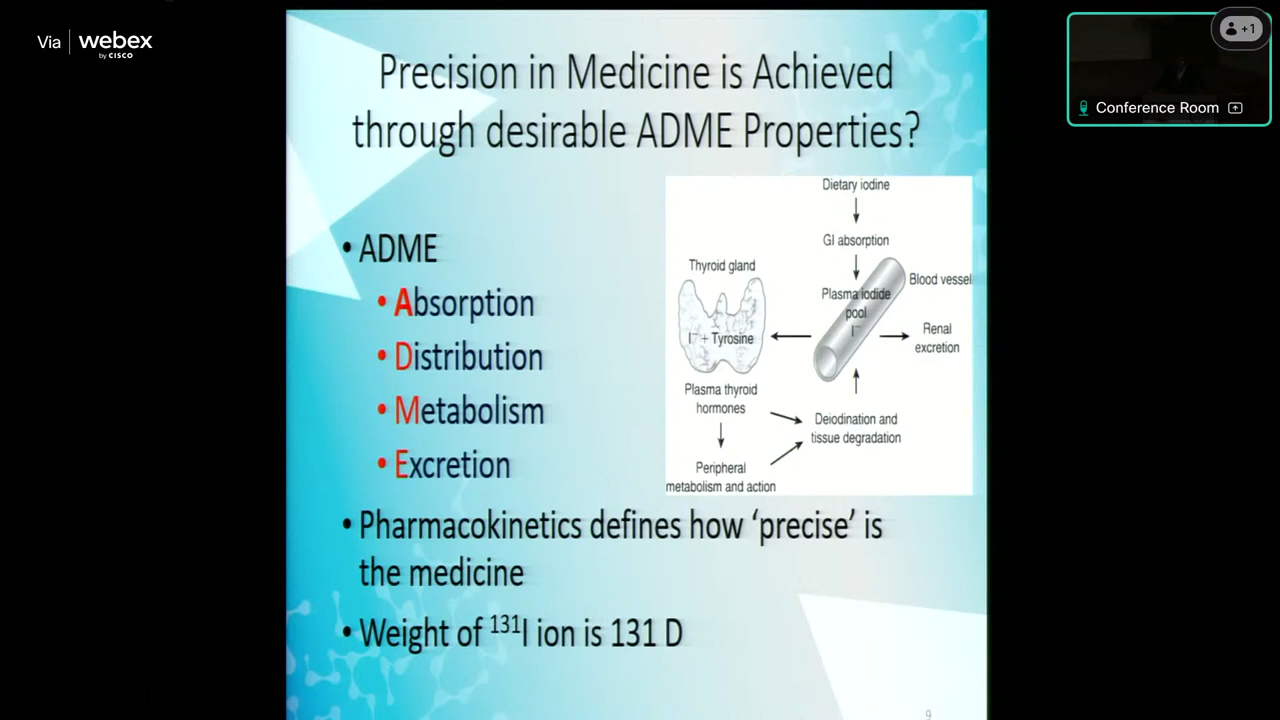 Via webex
by CISCO
+1
Conference Room
Precision in Medicine is Achieved
through desirable ADME Properties?
• ADME
• Absorption
• Distribution
• Metabolism
• Excretion
• Pharmacokinetics defines how ‘precise’ is
the medicine
• Weight of ¹³¹I ion is 131 D
Dietary iodine
GI absorption
Thyroid gland
Blood vessel
Plasma iodide
pool
I⁻
I⁻ + Tyrosine
Renal
excretion
Plasma thyroid
hormones
Deiodination and
tissue degradation
Peripheral
metabolism and action
9